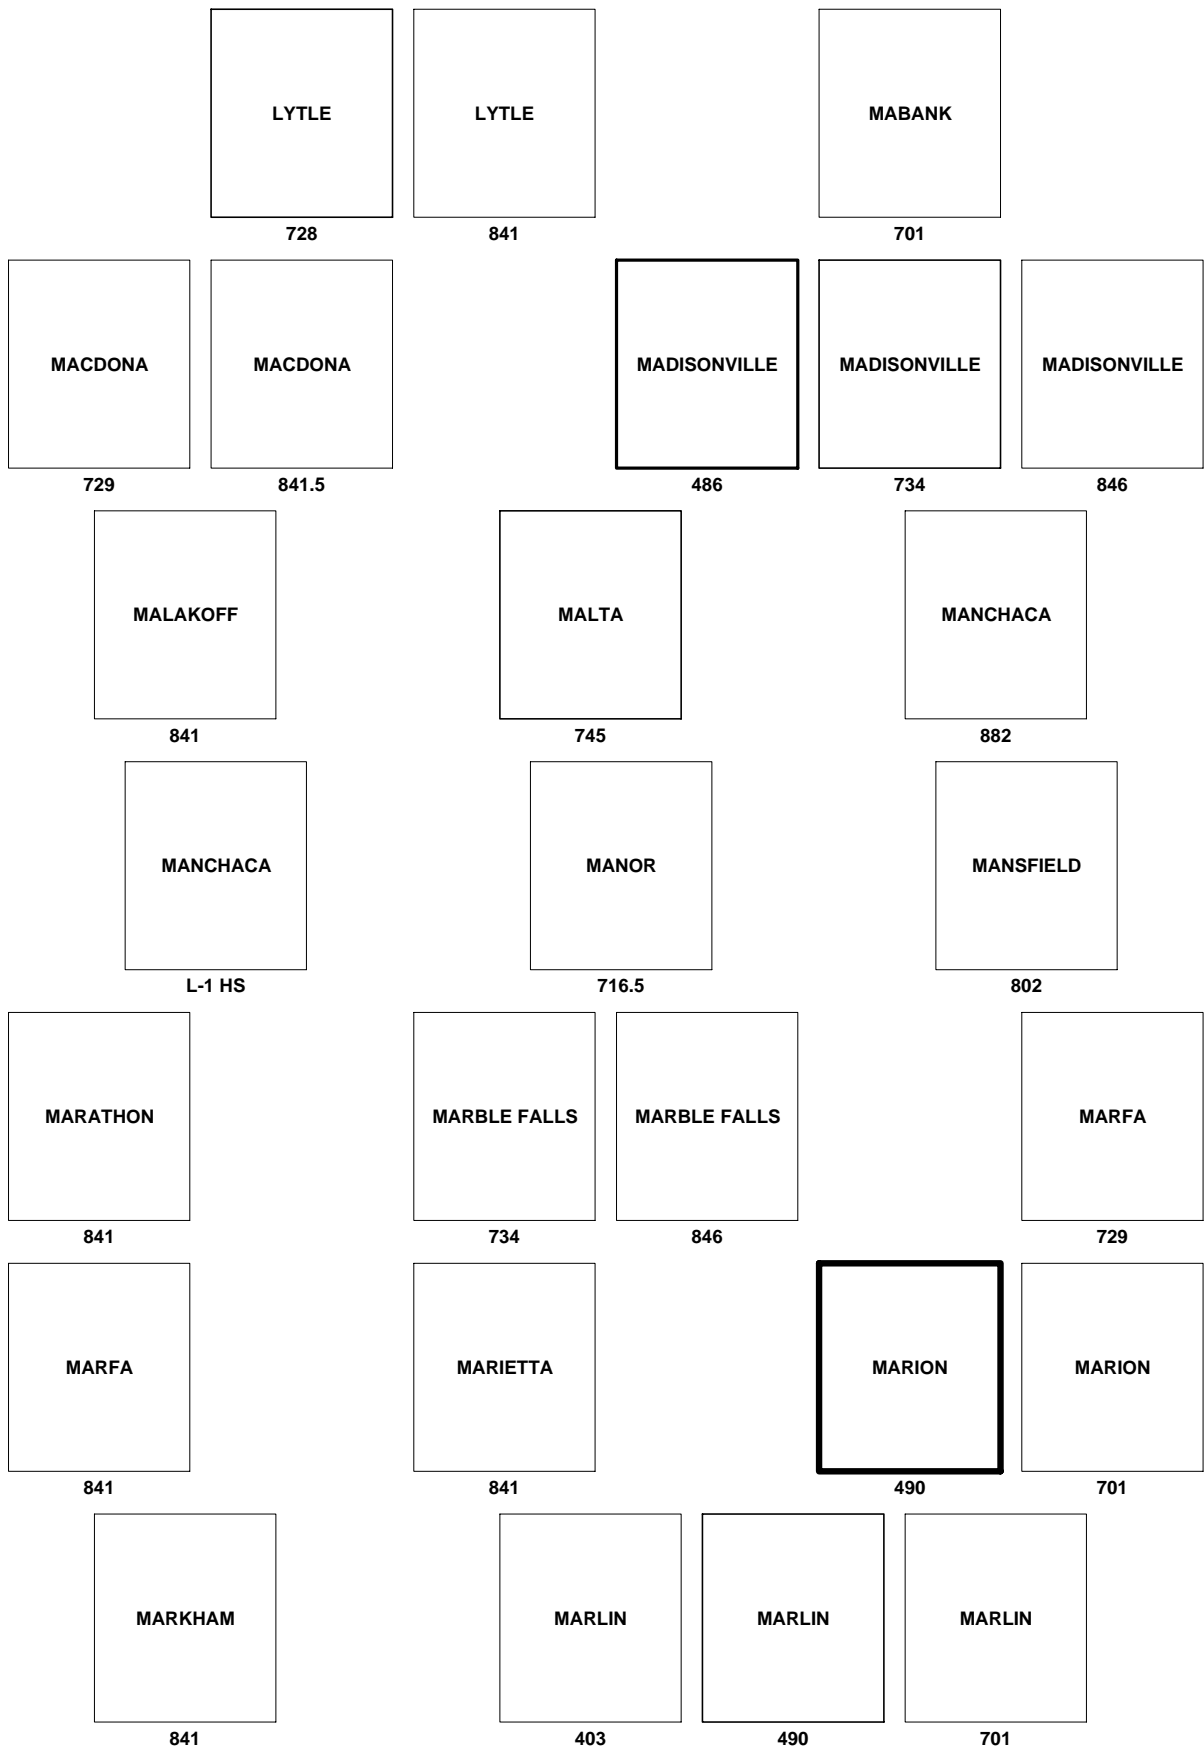 LYTLE LYTLE MABANK
728 841 701
MACDONA MACDONA MADISONVILLE MADISONVILLE MADISONVILLE
729 841.5 486 734 846
MALAKOFF MALTA MANCHACA
841 745 882
MANCHACA MANOR MANSFIELD
L-1 HS 716.5 802
MARATHON MARBLE FALLS MARBLE FALLS MARFA
841 734 846 729
MARFA MARIETTA MARION MARION
841 841 490 701
MARKHAM MARLIN MARLIN MARLIN
841 403 490 701